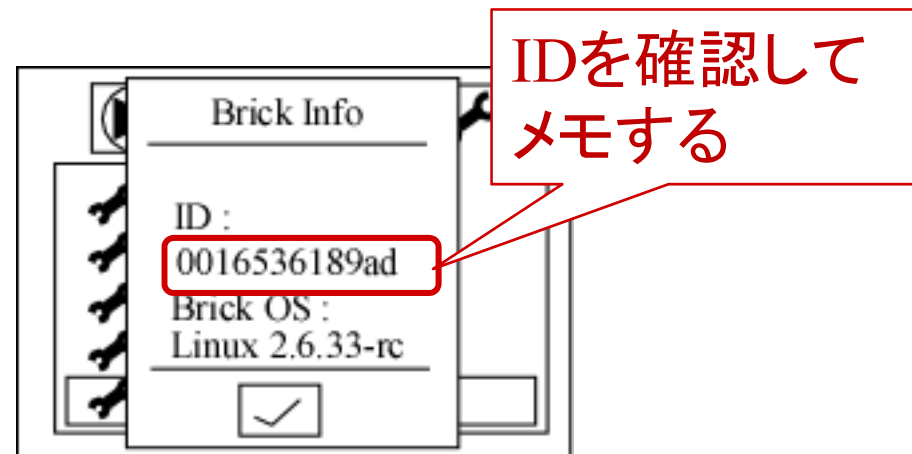 IDを確認して
メモする
Brick Info
ID :
0016536189ad
Brick OS :
Linux 2.6.33-rc